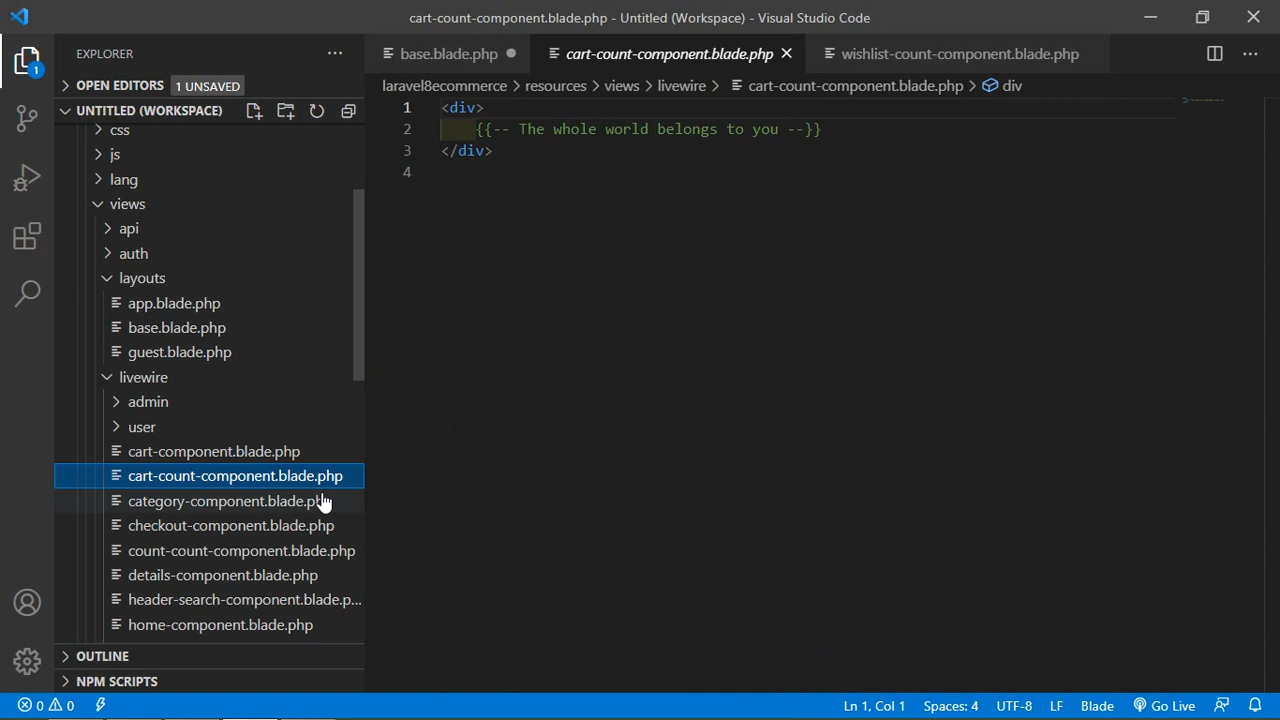 cart-count-component.blade.php - Untitled (Workspace) - Visual Studio Code
EXPLORER
base.blade.php
cart-count-component.blade.php
wishlist-count-component.blade.php
1
OPEN EDITORS
1 UNSAVED
laravel8ecommerce > resources > views > livewire > cart-count-component.blade.php > div
UNTITLED (WORKSPACE)
css
js
lang
views
api
auth
layouts
app.blade.php
base.blade.php
guest.blade.php
livewire
admin
user
cart-component.blade.php
cart-count-component.blade.php
category-component.blade.php
checkout-component.blade.php
count-count-component.blade.php
details-component.blade.php
header-search-component.blade.p...
home-component.blade.php
OUTLINE
NPM SCRIPTS
1 <div>
2 {{-- The whole world belongs to you --}}
3 </div>
4
0 0
Ln 1, Col 1
Spaces: 4
UTF-8
LF
Blade
Go Live